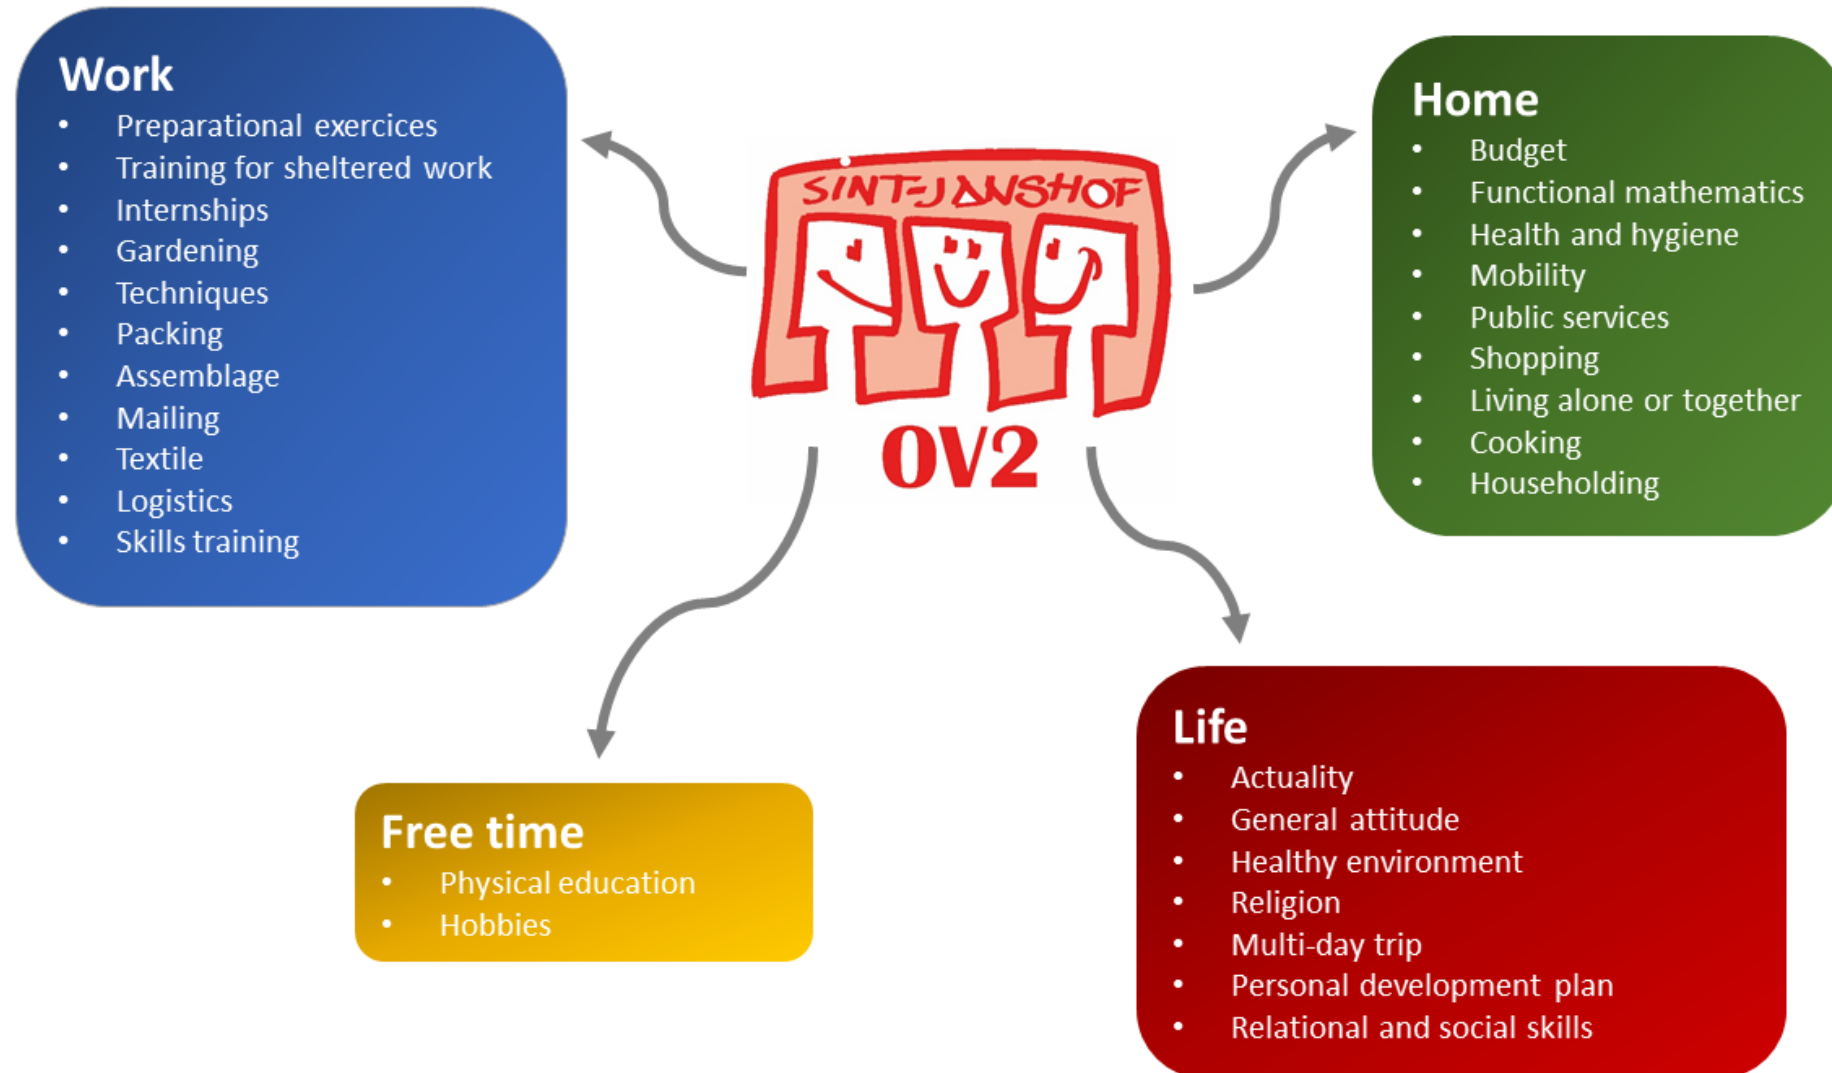 Work
• Preparational exercices
• Training for sheltered work
• Internships
• Gardening
• Techniques
• Packing
• Assemblage
• Mailing
• Textile
• Logistics
• Skills training
SINT-JANSHOF
OV2
Home
• Budget
• Functional mathematics
• Health and hygiene
• Mobility
• Public services
• Shopping
• Living alone or together
• Cooking
• Householding
Free time
• Physical education
• Hobbies
Life
• Actuality
• General attitude
• Healthy environment
• Religion
• Multi-day trip
• Personal development plan
• Relational and social skills